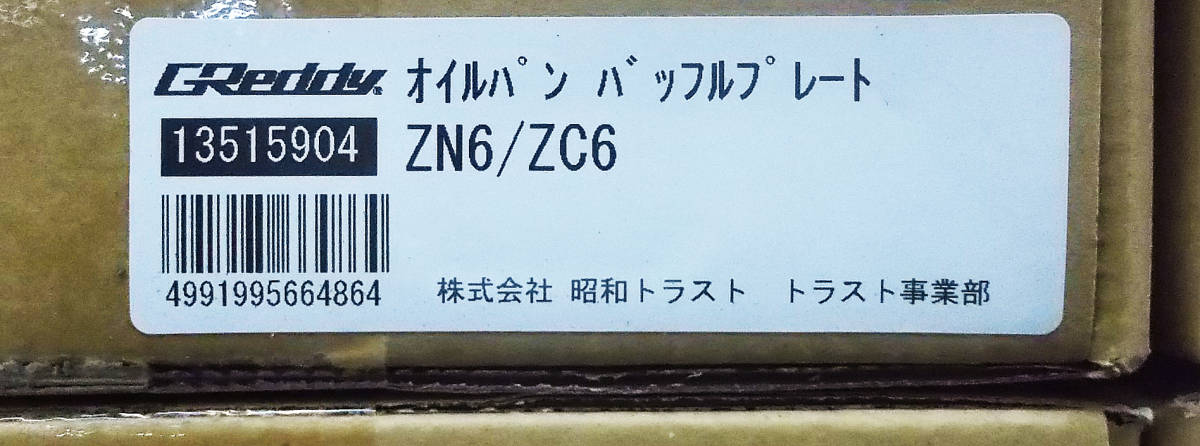 GReddy ｵｲﾙﾊﾟﾝ ﾊﾞｯﾌﾙﾌﾟﾚｰﾄ
13515904 ZN6/ZC6
4991995664864 株式会社 昭和トラスト　トラスト事業部